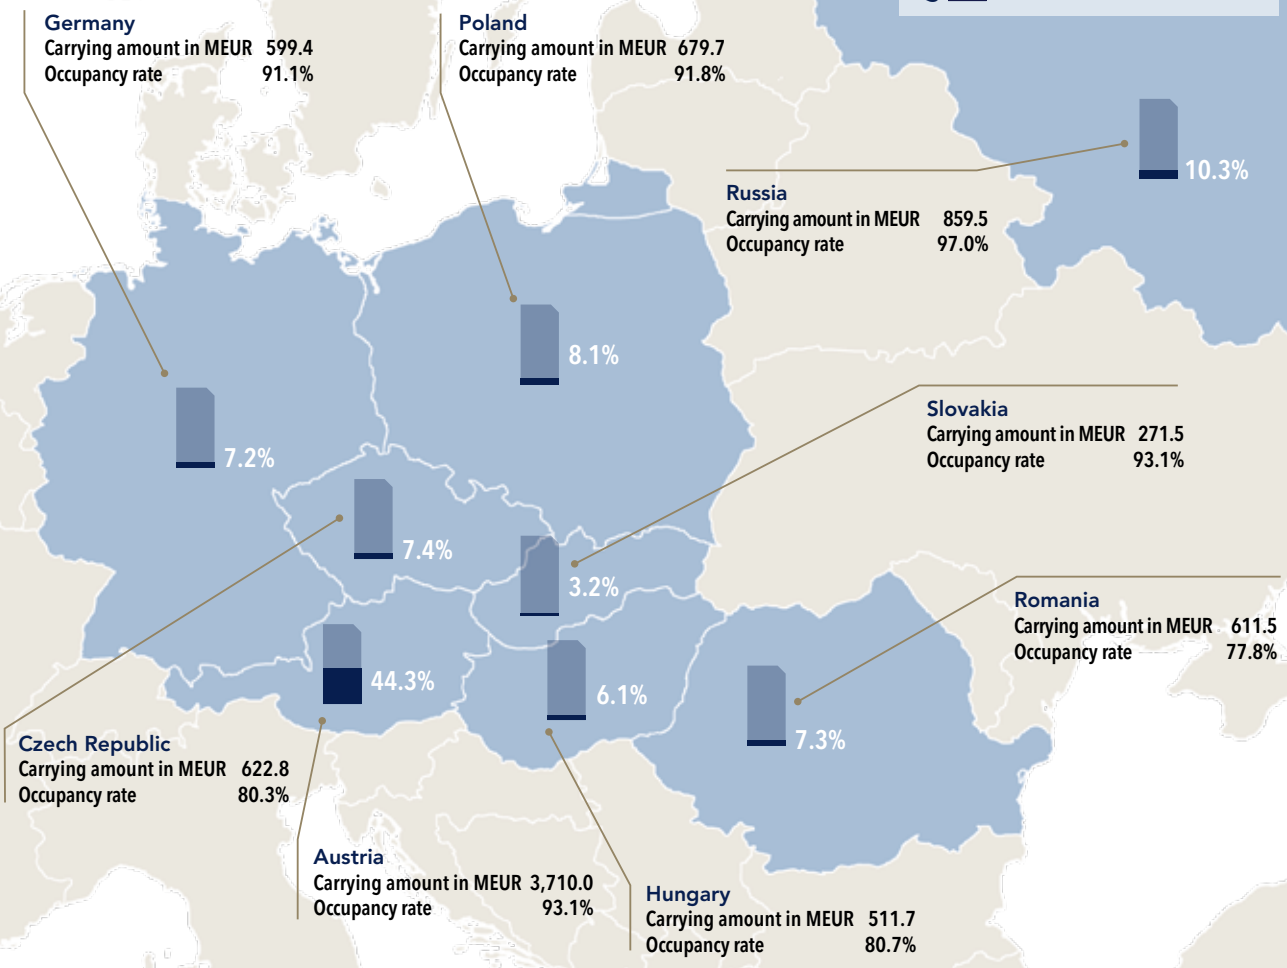 Germany
Carrying amount in MEUR 599.4
Occupancy rate 91.1%
Poland
Carrying amount in MEUR 679.7
Occupancy rate 91.8%
10.3%
Russia
Carrying amount in MEUR 859.5
Occupancy rate 97.0%
8.1%
Slovakia
Carrying amount in MEUR 271.5
Occupancy rate 93.1%
7.2%
7.4%
3.2%
Romania
Carrying amount in MEUR 611.5
Occupancy rate 77.8%
44.3%
6.1%
7.3%
Czech Republic
Carrying amount in MEUR 622.8
Occupancy rate 80.3%
Austria
Carrying amount in MEUR 3,710.0
Occupancy rate 93.1%
Hungary
Carrying amount in MEUR 511.7
Occupancy rate 80.7%